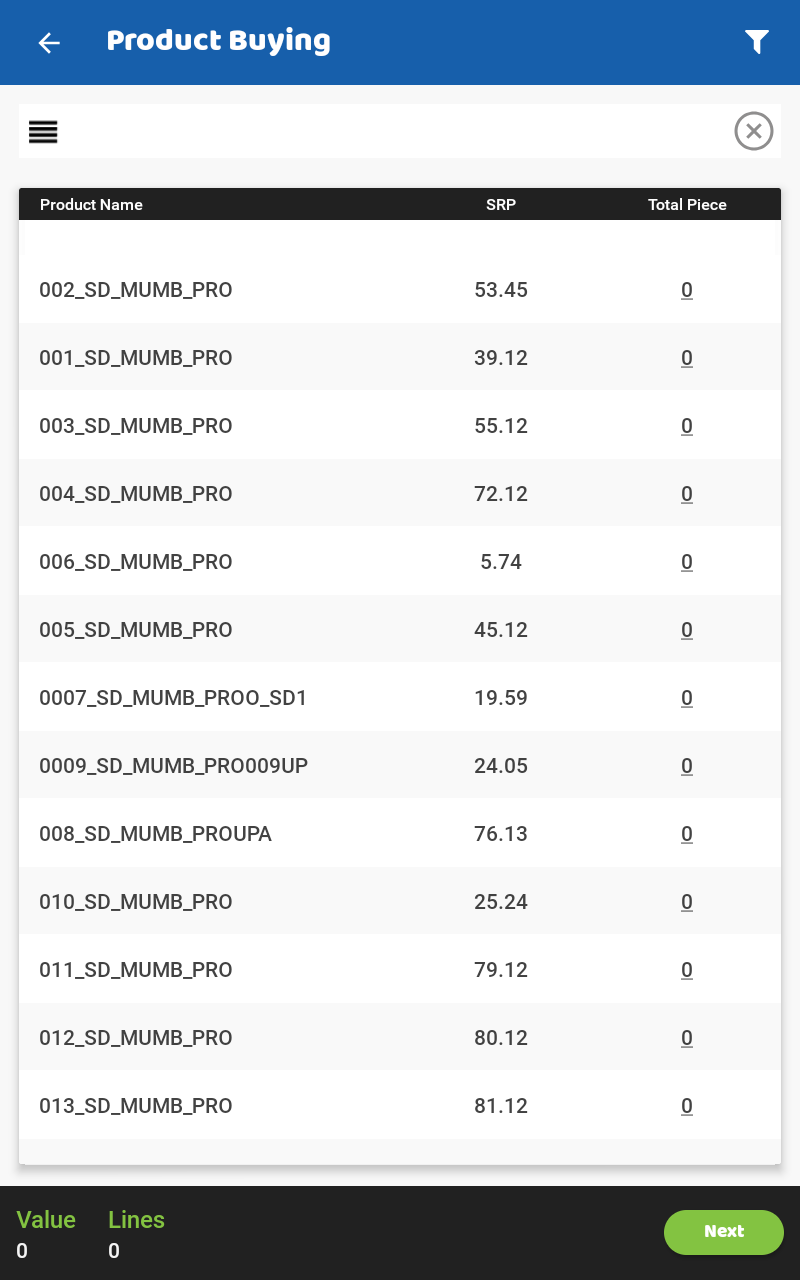 Product Buying
Product Name SRP Total Piece
002_SD_MUMB_PRO 53.45 0
001_SD_MUMB_PRO 39.12 0
003_SD_MUMB_PRO 55.12 0
004_SD_MUMB_PRO 72.12 0
006_SD_MUMB_PRO 5.74 0
005_SD_MUMB_PRO 45.12 0
0007_SD_MUMB_PROO_SD1 19.59 0
0009_SD_MUMB_PRO009UP 24.05 0
008_SD_MUMB_PROUPA 76.13 0
010_SD_MUMB_PRO 25.24 0
011_SD_MUMB_PRO 79.12 0
012_SD_MUMB_PRO 80.12 0
013_SD_MUMB_PRO 81.12 0
Value Lines
0 0
Next